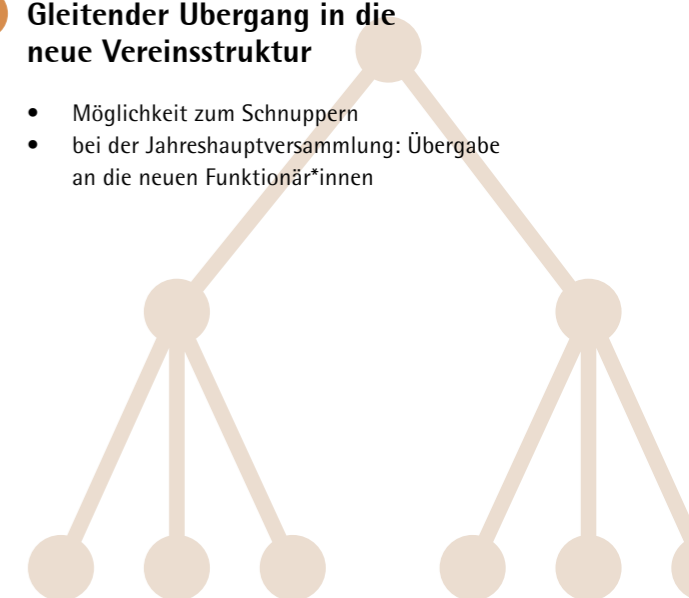 Gleitender Übergang in die
neue Vereinsstruktur
• Möglichkeit zum Schnuppern
• bei der Jahreshauptversammlung: Übergabe
an die neuen Funktionär*innen